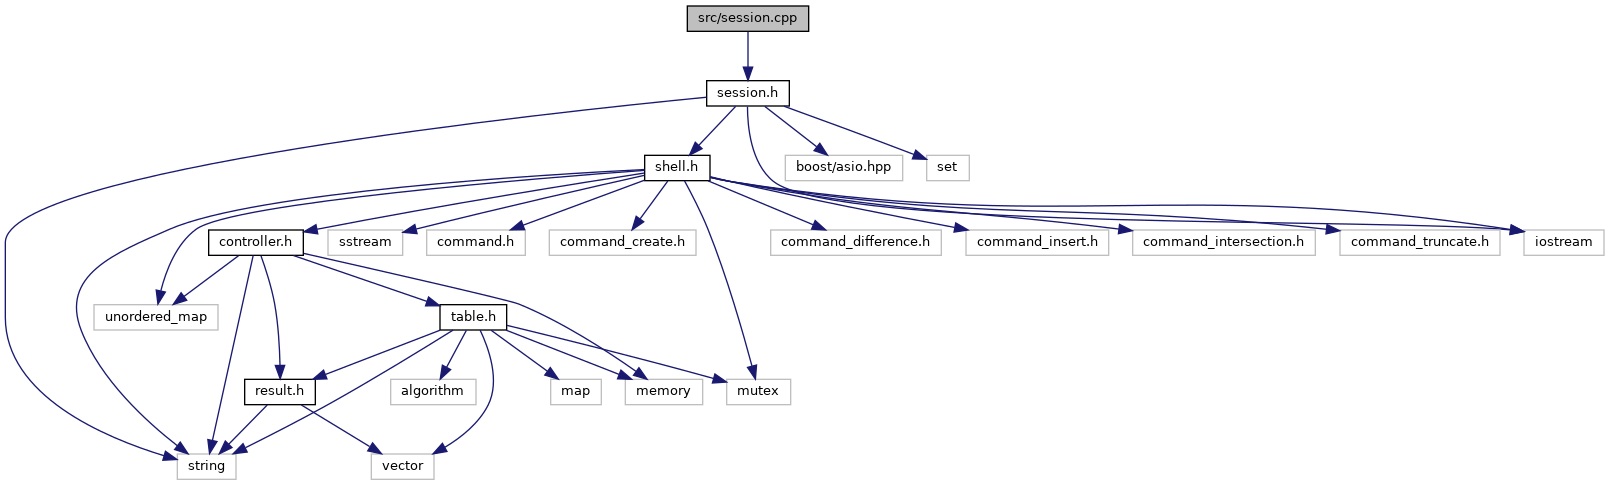 src/session.cpp
session.h
shell.h
boost/asio.hpp
set
controller.h
sstream
command.h
command_create.h
command_difference.h
command_insert.h
command_intersection.h
command_truncate.h
iostream
unordered_map
table.h
result.h
algorithm
map
memory
mutex
string
vector